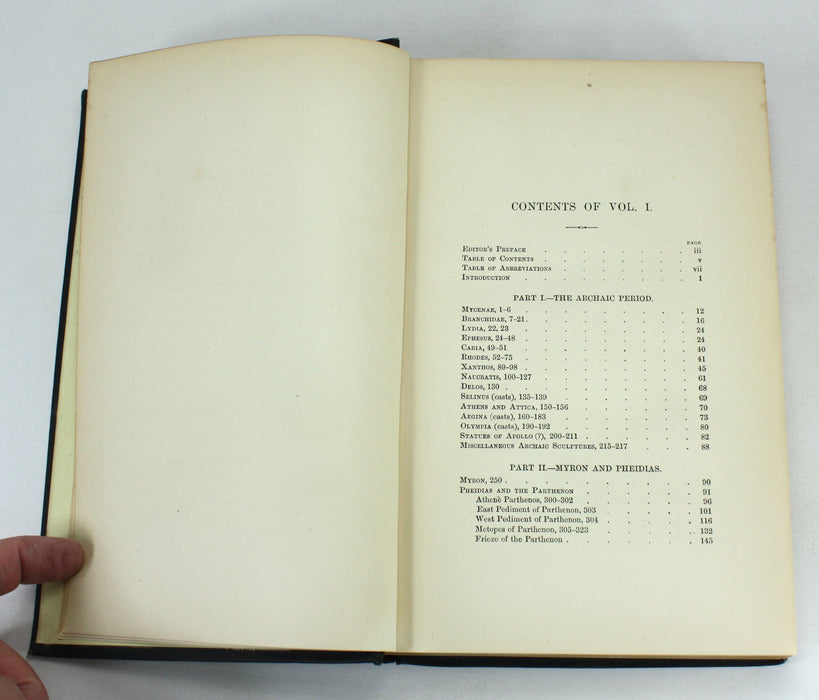 CONTENTS OF VOL. I.
PAGE
EDITOR'S PREFACE . . . . . . . . iii
TABLE OF CONTENTS . . . . . . . . v
TABLE OF ABBREVIATIONS . . . . . . . vii
INTRODUCTION . . . . . . . . 1
PART I.—THE ARCHAIC PERIOD.
MYCENAE, 1–6 . . . . . . . . 12
BRANCHIDAE, 7–21 . . . . . . . . 16
LYDIA, 22, 23 . . . . . . . . 24
EPHESUS, 24–48 . . . . . . . . 24
CARIA, 49–51 . . . . . . . . 40
RHODES, 52–75 . . . . . . . . 41
XANTHOS, 80–98 . . . . . . . . 45
NAUCRATIS, 100–127 . . . . . . . 61
DELOS, 130 . . . . . . . . 68
SELINUS (casts), 135–139 . . . . . . . 69
ATHENS AND ATTICA, 150–156 . . . . . . 70
AEGINA (casts), 160–183 . . . . . . . 73
OLYMPIA (casts), 190–192 . . . . . . . 80
STATUES OF APOLLO (?), 200–211 . . . . . . 82
MISCELLANEOUS ARCHAIC SCULPTURES, 215–217 . . . 88
PART II.—MYRON AND PHEIDIAS.
MYRON, 250 . . . . . . . . 90
PHEIDIAS AND THE PARTHENON . . . . . . 91
Athenè Parthenos, 300–302 . . . . . . 96
East Pediment of Parthenon, 303 . . . . . 101
West Pediment of Parthenon, 304 . . . . . 116
Metopes of Parthenon, 305–323 . . . . . 132
Frieze of the Parthenon . . . . . . . 145